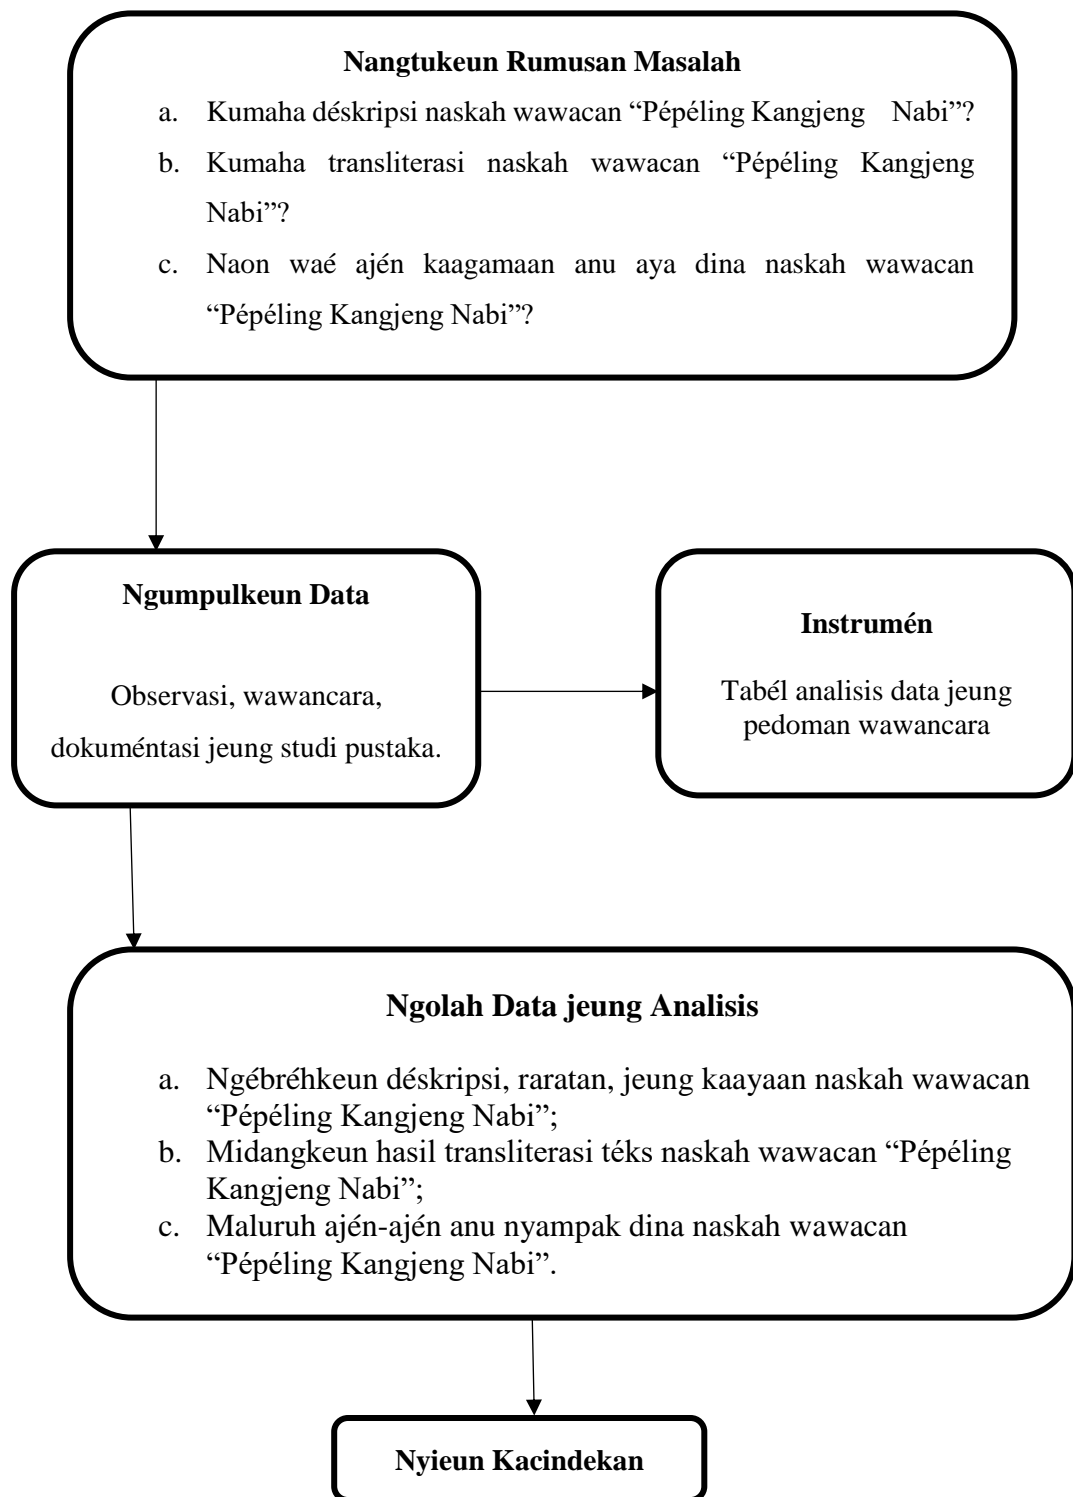 Nangtukeun Rumusan Masalah
a. Kumaha déskripsi naskah wawacan “Pépéling Kangjeng Nabi”?
b. Kumaha transliterasi naskah wawacan “Pépéling Kangjeng
Nabi”?
c. Naon waé ajén kaagamaan anu aya dina naskah wawacan
“Pépéling Kangjeng Nabi”?
Ngumpulkeun Data
Observasi, wawancara,
dokuméntasi jeung studi pustaka.
Instrumén
Tabél analisis data jeung
pedoman wawancara
Ngolah Data jeung Analisis
a. Ngébréhkeun déskripsi, raratan, jeung kaayaan naskah wawacan
“Pépéling Kangjeng Nabi”;
b. Midangkeun hasil transliterasi téks naskah wawacan “Pépéling
Kangjeng Nabi”;
c. Maluruh ajén-ajén anu nyampak dina naskah wawacan
“Pépéling Kangjeng Nabi”.
Nyieun Kacindekan